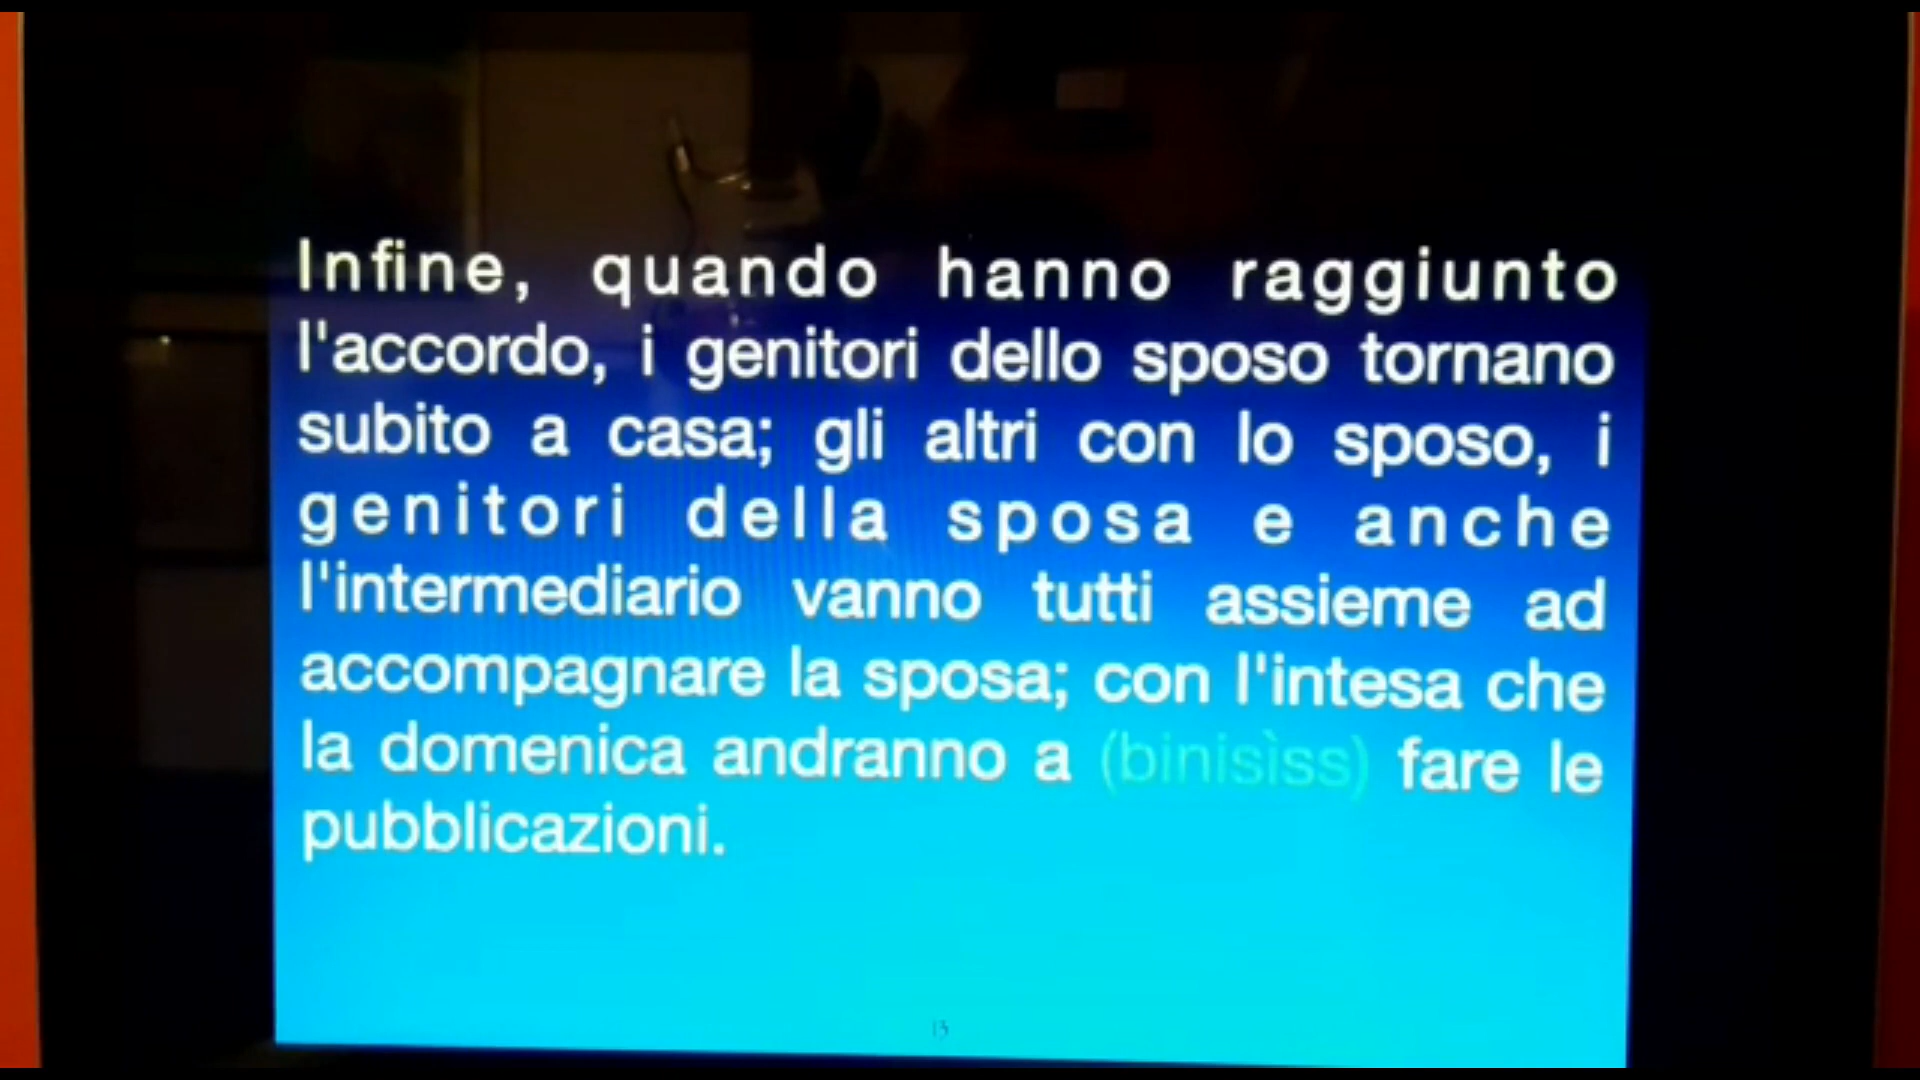 Infine, quando hanno raggiunto
l'accordo, i genitori dello sposo tornano
subito a casa; gli altri con lo sposo, i
genitori della sposa e anche
l'intermediario vanno tutti assieme ad
accompagnare la sposa; con l'intesa che
la domenica andranno a (binisìss) fare le
pubblicazioni.
13